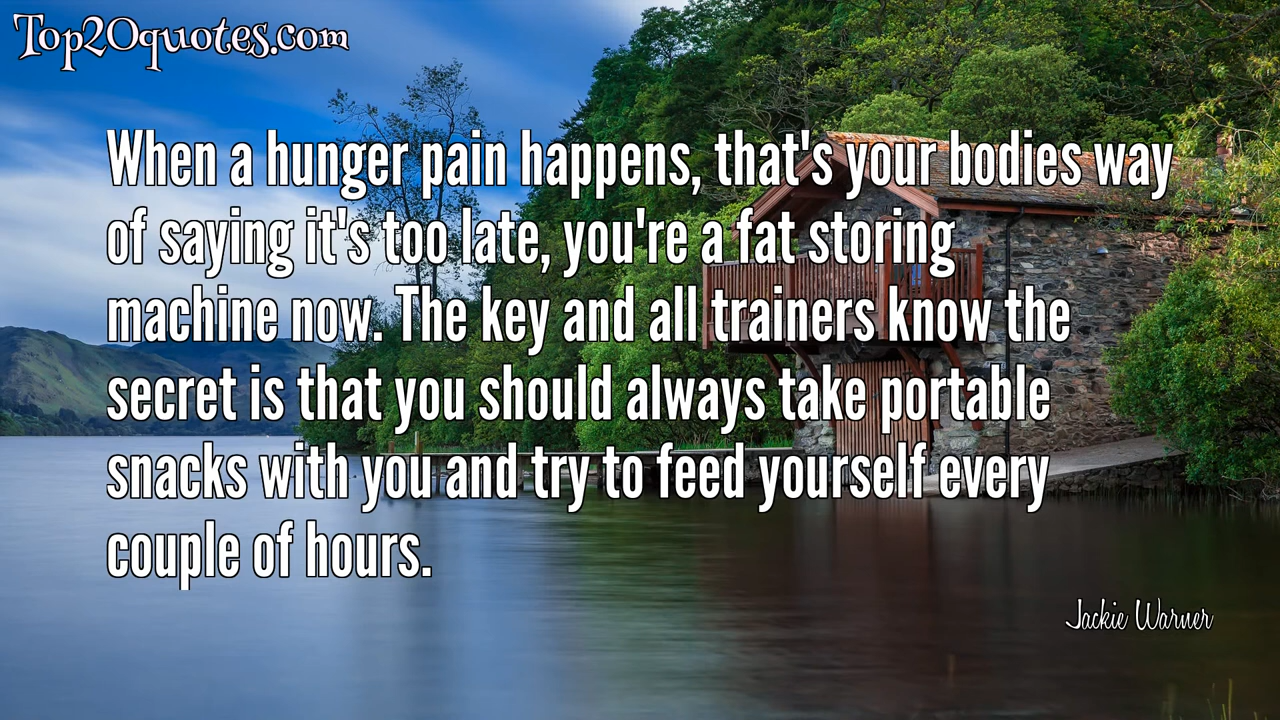 Top20quotes.com
When a hunger pain happens, that's your bodies way
of saying it's too late, you're a fat storing
machine now. The key and all trainers know the
secret is that you should always take portable
snacks with you and try to feed yourself every
couple of hours.
Jackie Warner